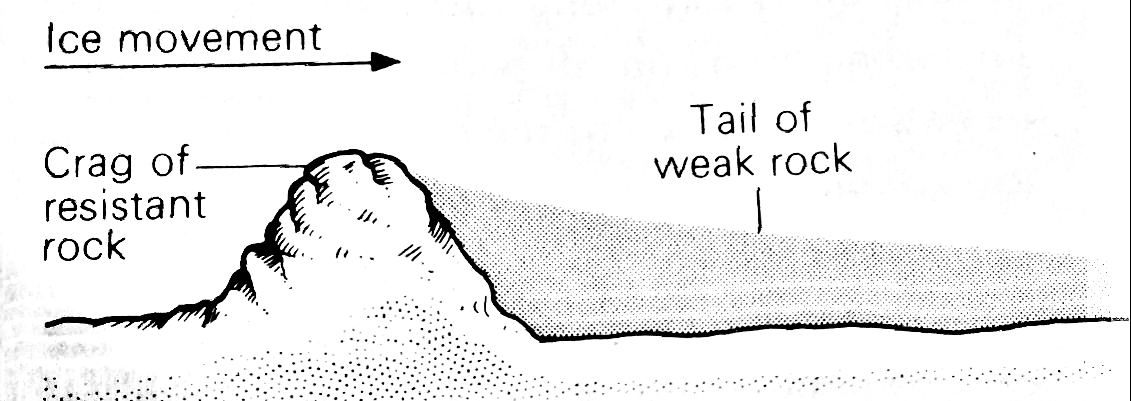 Ice movement
Crag of
resistant
rock
Tail of
weak rock